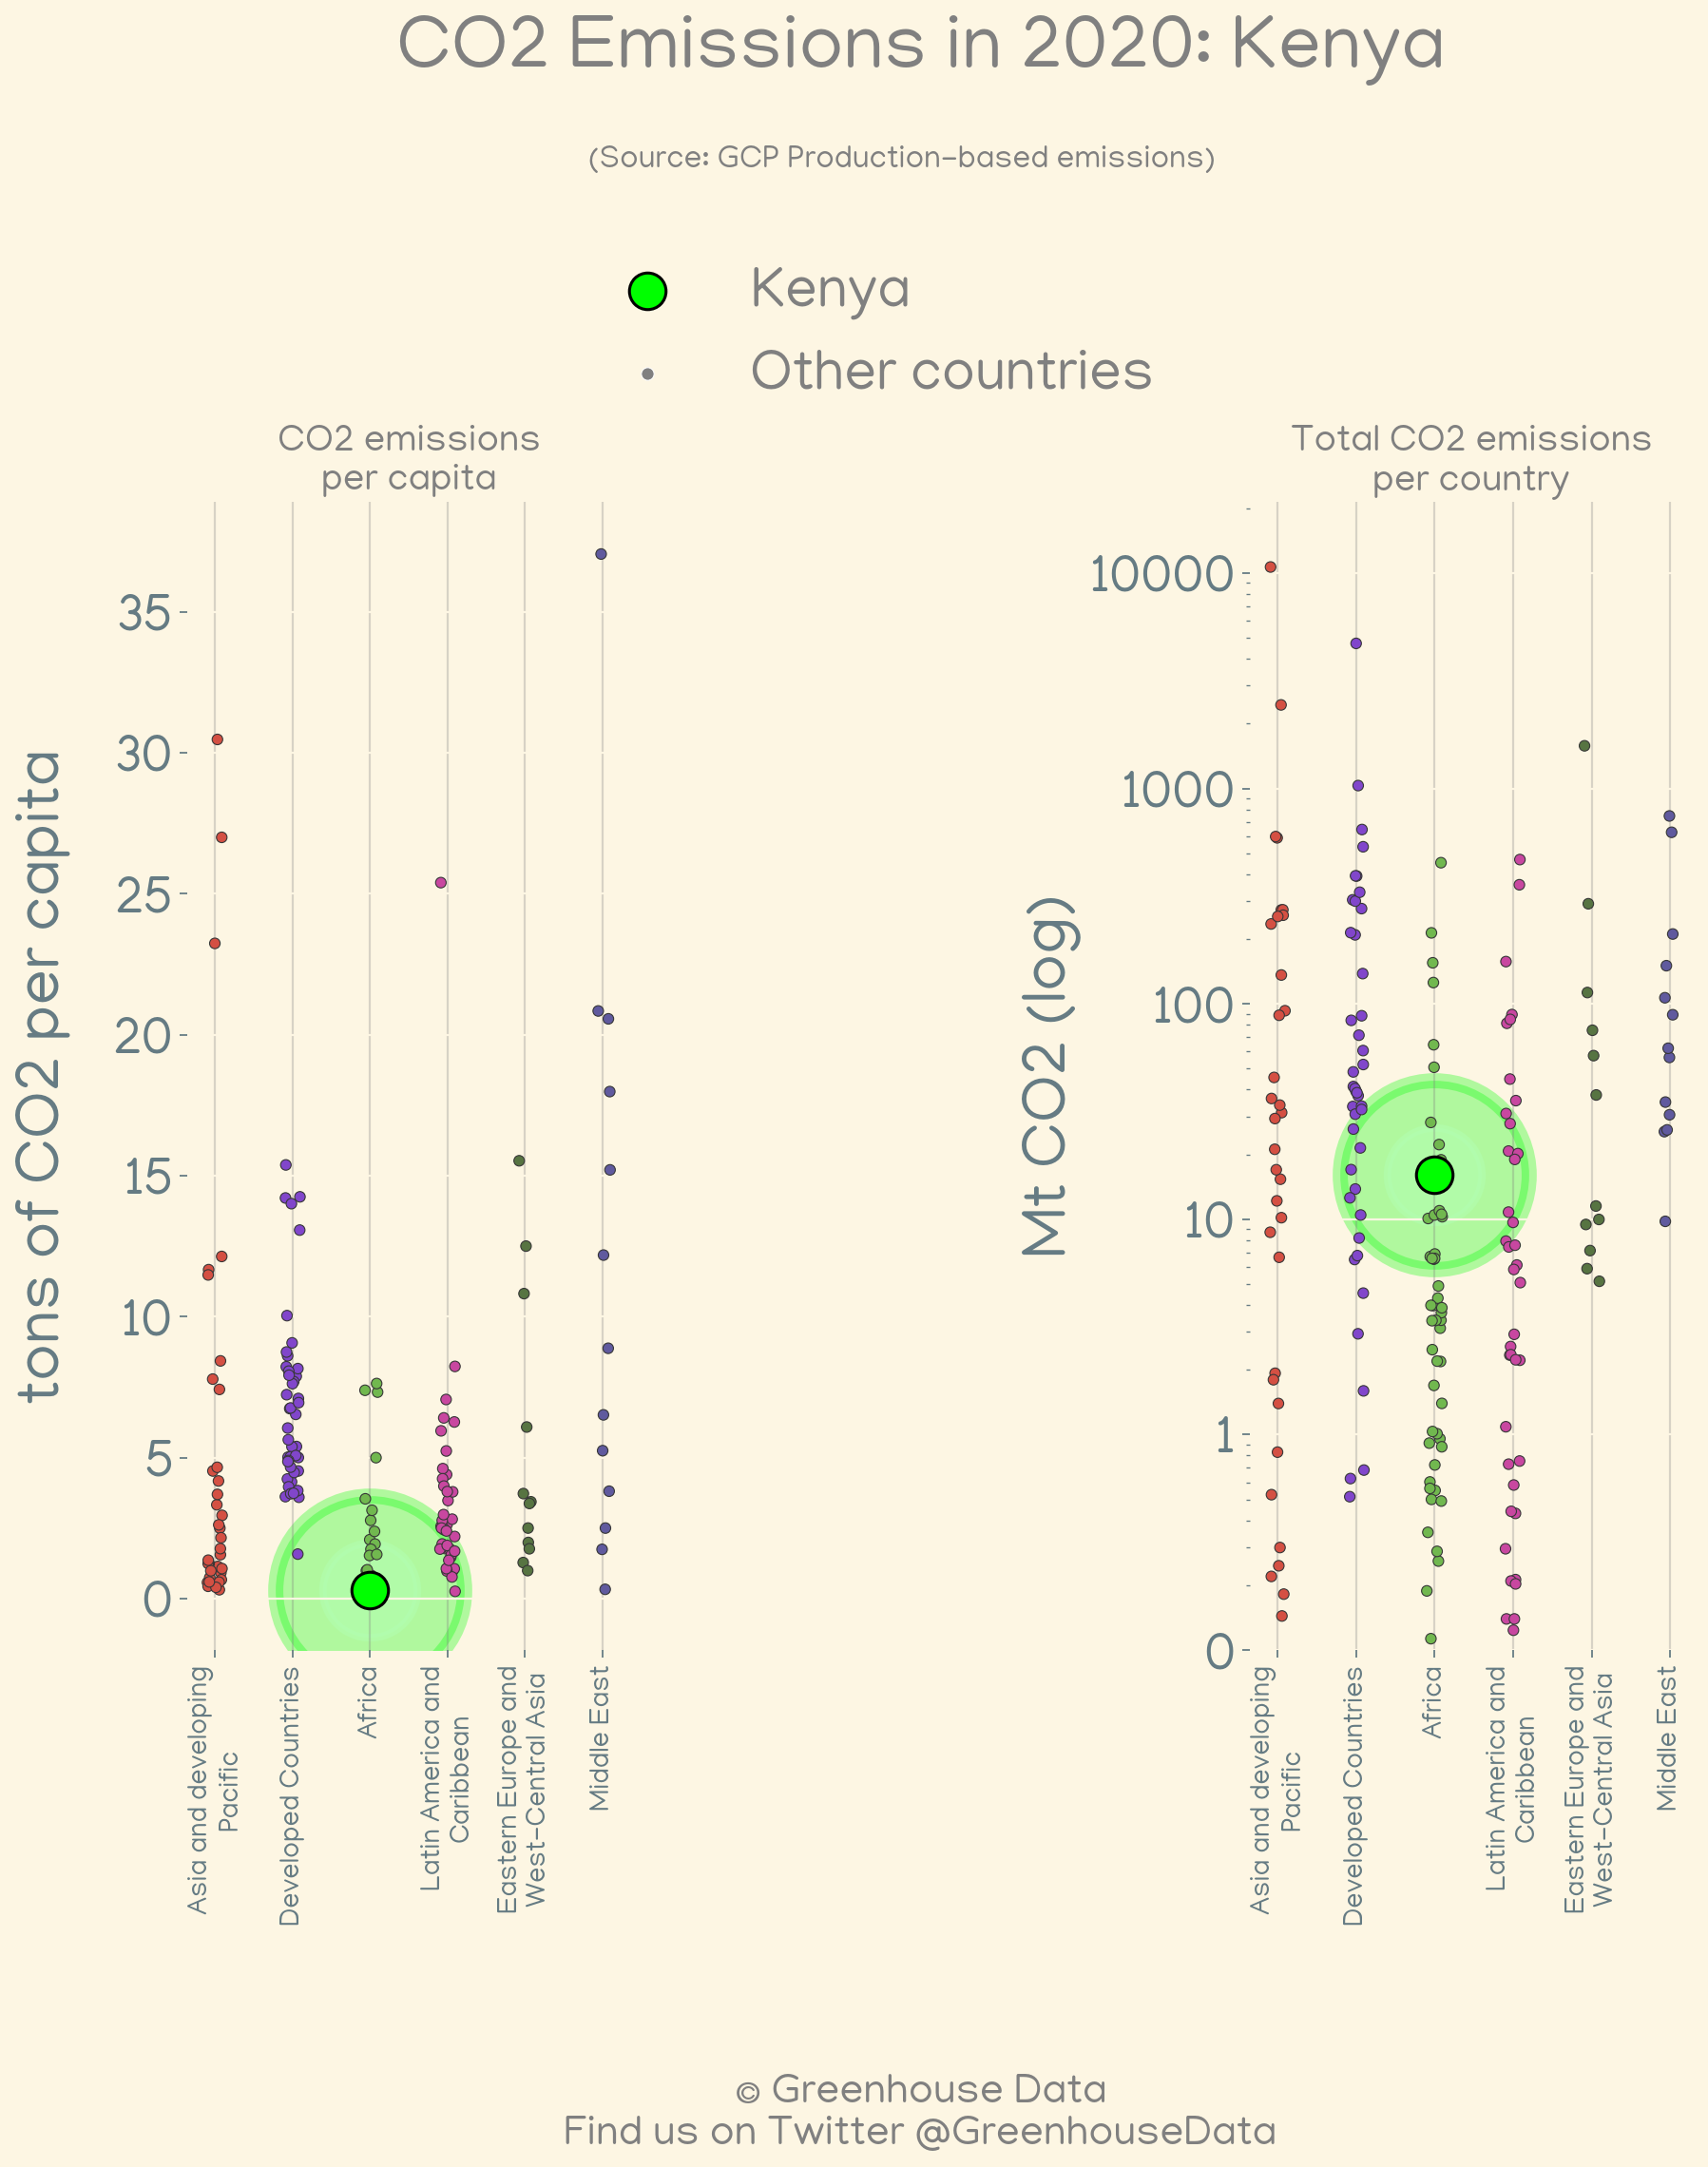 CO2 Emissions in 2020: Kenya
(Source: GCP Production-based emissions)
Kenya
Other countries
CO2 emissions
per capita
tons of CO2 per capita
35
30
25
20
15
10
5
0
Asia and developing
Pacific
Developed Countries
Africa
Latin America and
Caribbean
Eastern Europe and
West-Central Asia
Middle East
Total CO2 emissions
per country
Mt CO2 (log)
10000
1000
100
10
1
0
Asia and developing
Pacific
Developed Countries
Africa
Latin America and
Caribbean
Eastern Europe and
West-Central Asia
Middle East
© Greenhouse Data
Find us on Twitter @GreenhouseData